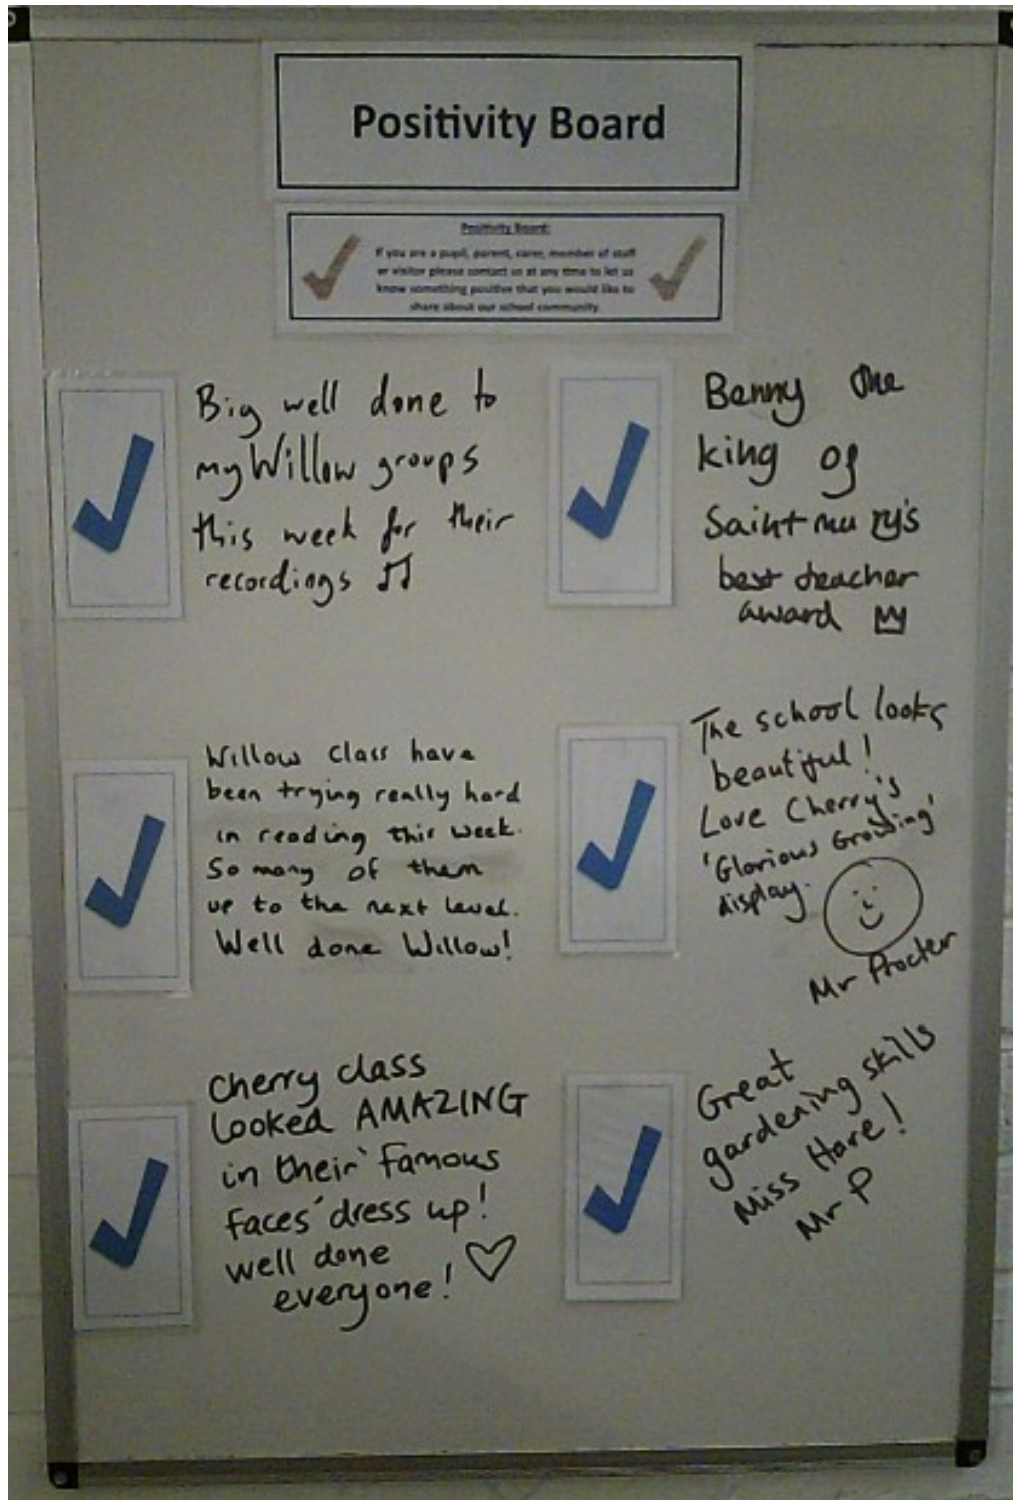 Positivity Board
Positivity Board:
If you are a pupil, parent, carer, member of staff
or visitor please contact us at any time to let us
know something positive that you would like to
share about our school community.
Big well done to
my Willow groups
this week for their
recordings
Benny the
king of
Saint mary's
best teacher
award
Willow Class have
been trying really hard
in reading this week.
So many of them
up to the next level.
Well done Willow!
The school looks
beautiful!
Love Cherry's
'Glorious Growing'
display.
Mr Procter
Cherry class
looked AMAZING
in their 'famous
faces' dress up!
well done
everyone!
Great
gardening skills
Miss Hare!
Mr P